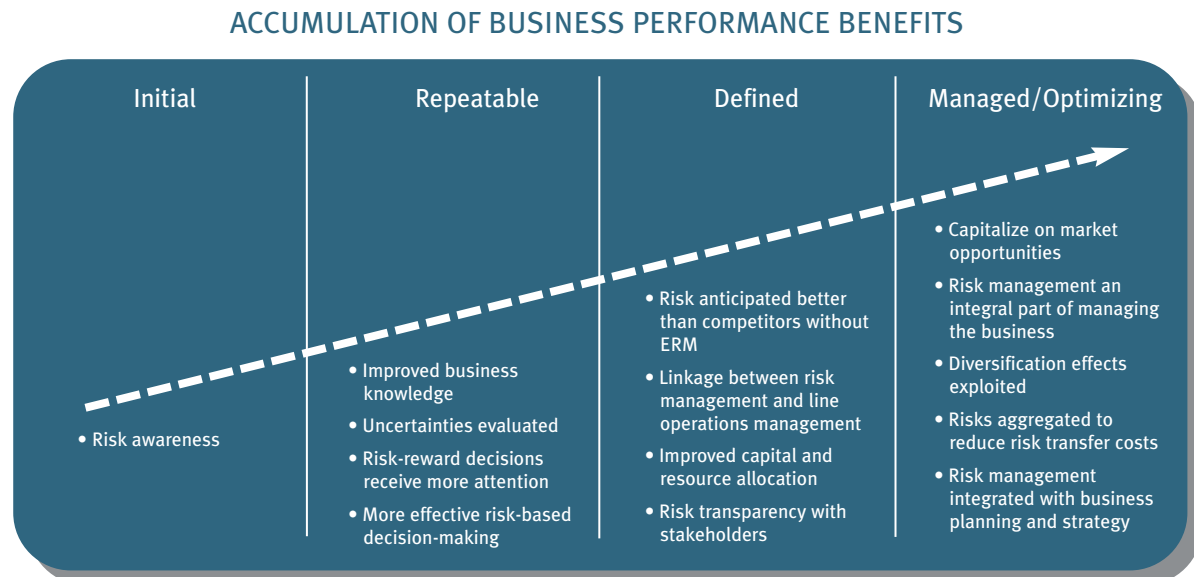 ACCUMULATION OF BUSINESS PERFORMANCE BENEFITS
Initial
• Risk awareness
Repeatable
• Improved business
knowledge
• Uncertainties evaluated
• Risk-reward decisions
receive more attention
• More effective risk-based
decision-making
Defined
• Risk anticipated better
than competitors without
ERM
• Linkage between risk
management and line
operations management
• Improved capital and
resource allocation
• Risk transparency with
stakeholders
Managed/Optimizing
• Capitalize on market
opportunities
• Risk management an
integral part of managing
the business
• Diversification effects
exploited
• Risks aggregated to
reduce risk transfer costs
• Risk management
integrated with business
planning and strategy